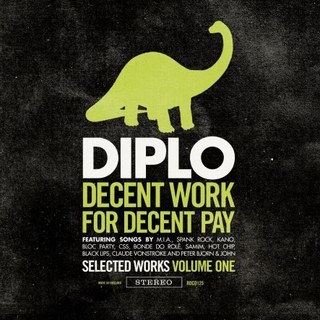 DIPLO
DECENT WORK
FOR DECENT PAY
FEATURING SONGS BY M.I.A., SPANK ROCK, KANO,
BLOC PARTY, CSS, BONDE DO ROLÉ, SAMIM, HOT CHIP,
BLACK LIPS, CLAUDE VONSTROKE AND PETER BJORN & JOHN
SELECTED WORKS VOLUME ONE
STEREO